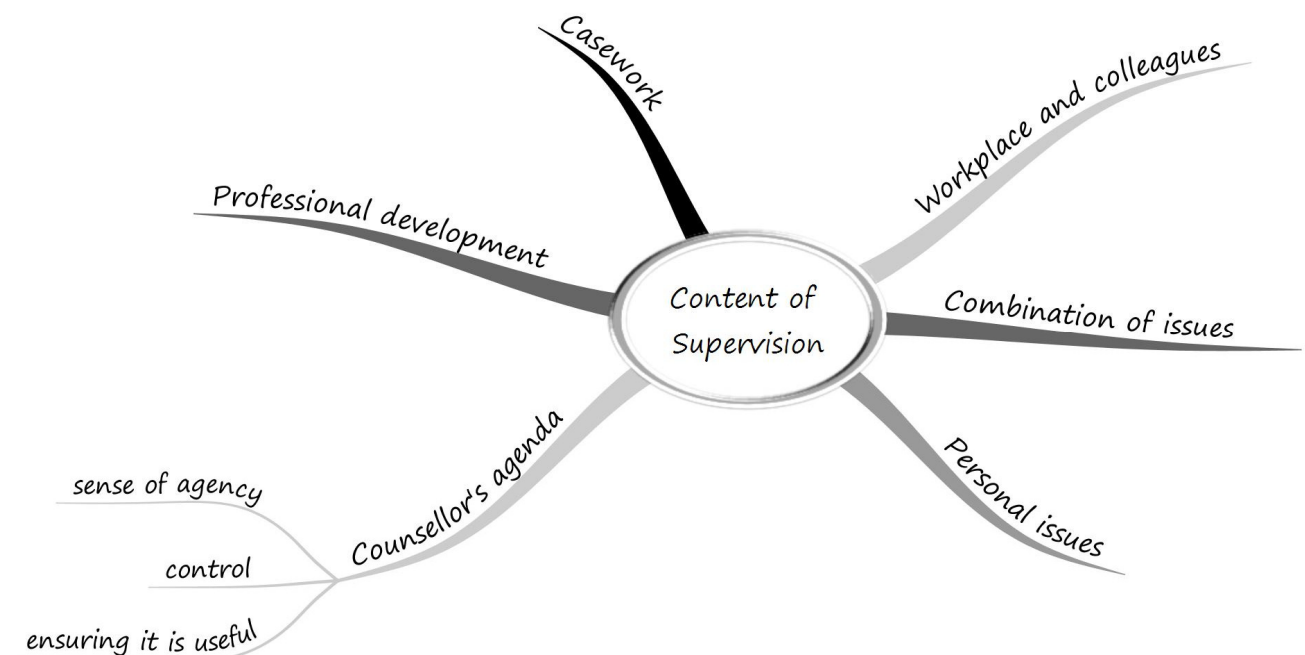 Casework
Workplace and colleagues
Professional development
Content of
Supervision
Combination of issues
Counsellor's agenda
Personal issues
sense of agency
control
ensuring it is useful